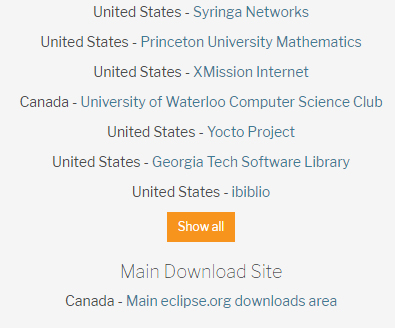 United States - Syringa Networks
United States - Princeton University Mathematics
United States - XMission Internet
Canada - University of Waterloo Computer Science Club
United States - Yocto Project
United States - Georgia Tech Software Library
United States - ibiblio
Show all
Main Download Site
Canada - Main eclipse.org downloads area